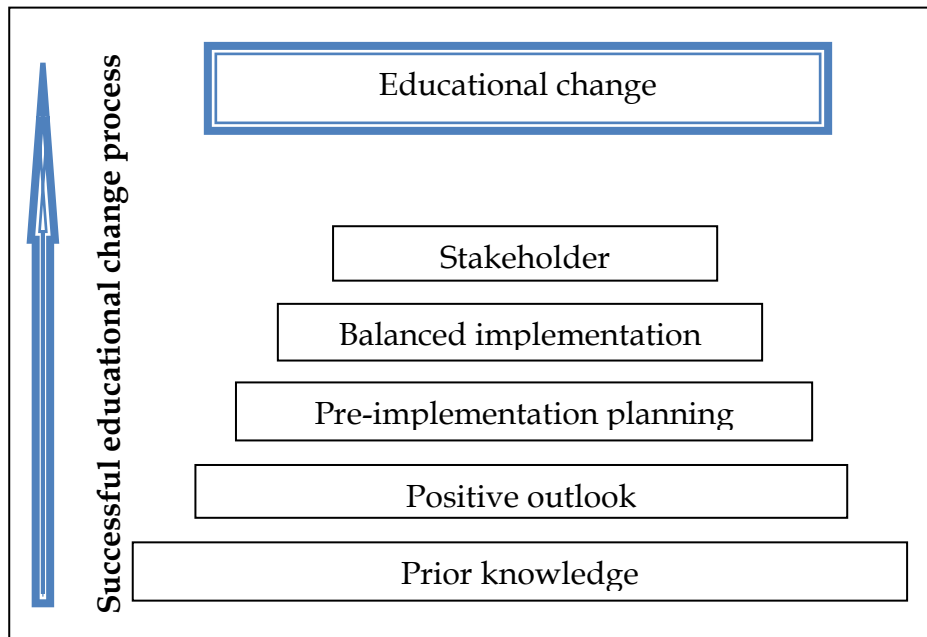 Successful educational change process
Educational change
Stakeholder
Balanced implementation
Pre-implementation planning
Positive outlook
Prior knowledge